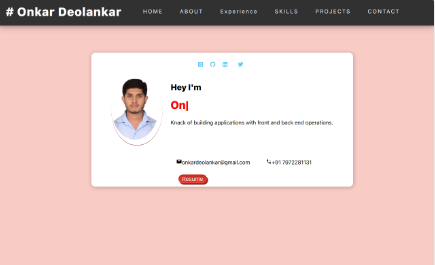 # Onkar Deolankar
HOME ABOUT Experience SKILLS PROJECTS CONTACT
Hey I'm
On|
Knack of building applications with front and back end operations.
onkardeolankar@gmail.com +91 7972281131
Resume